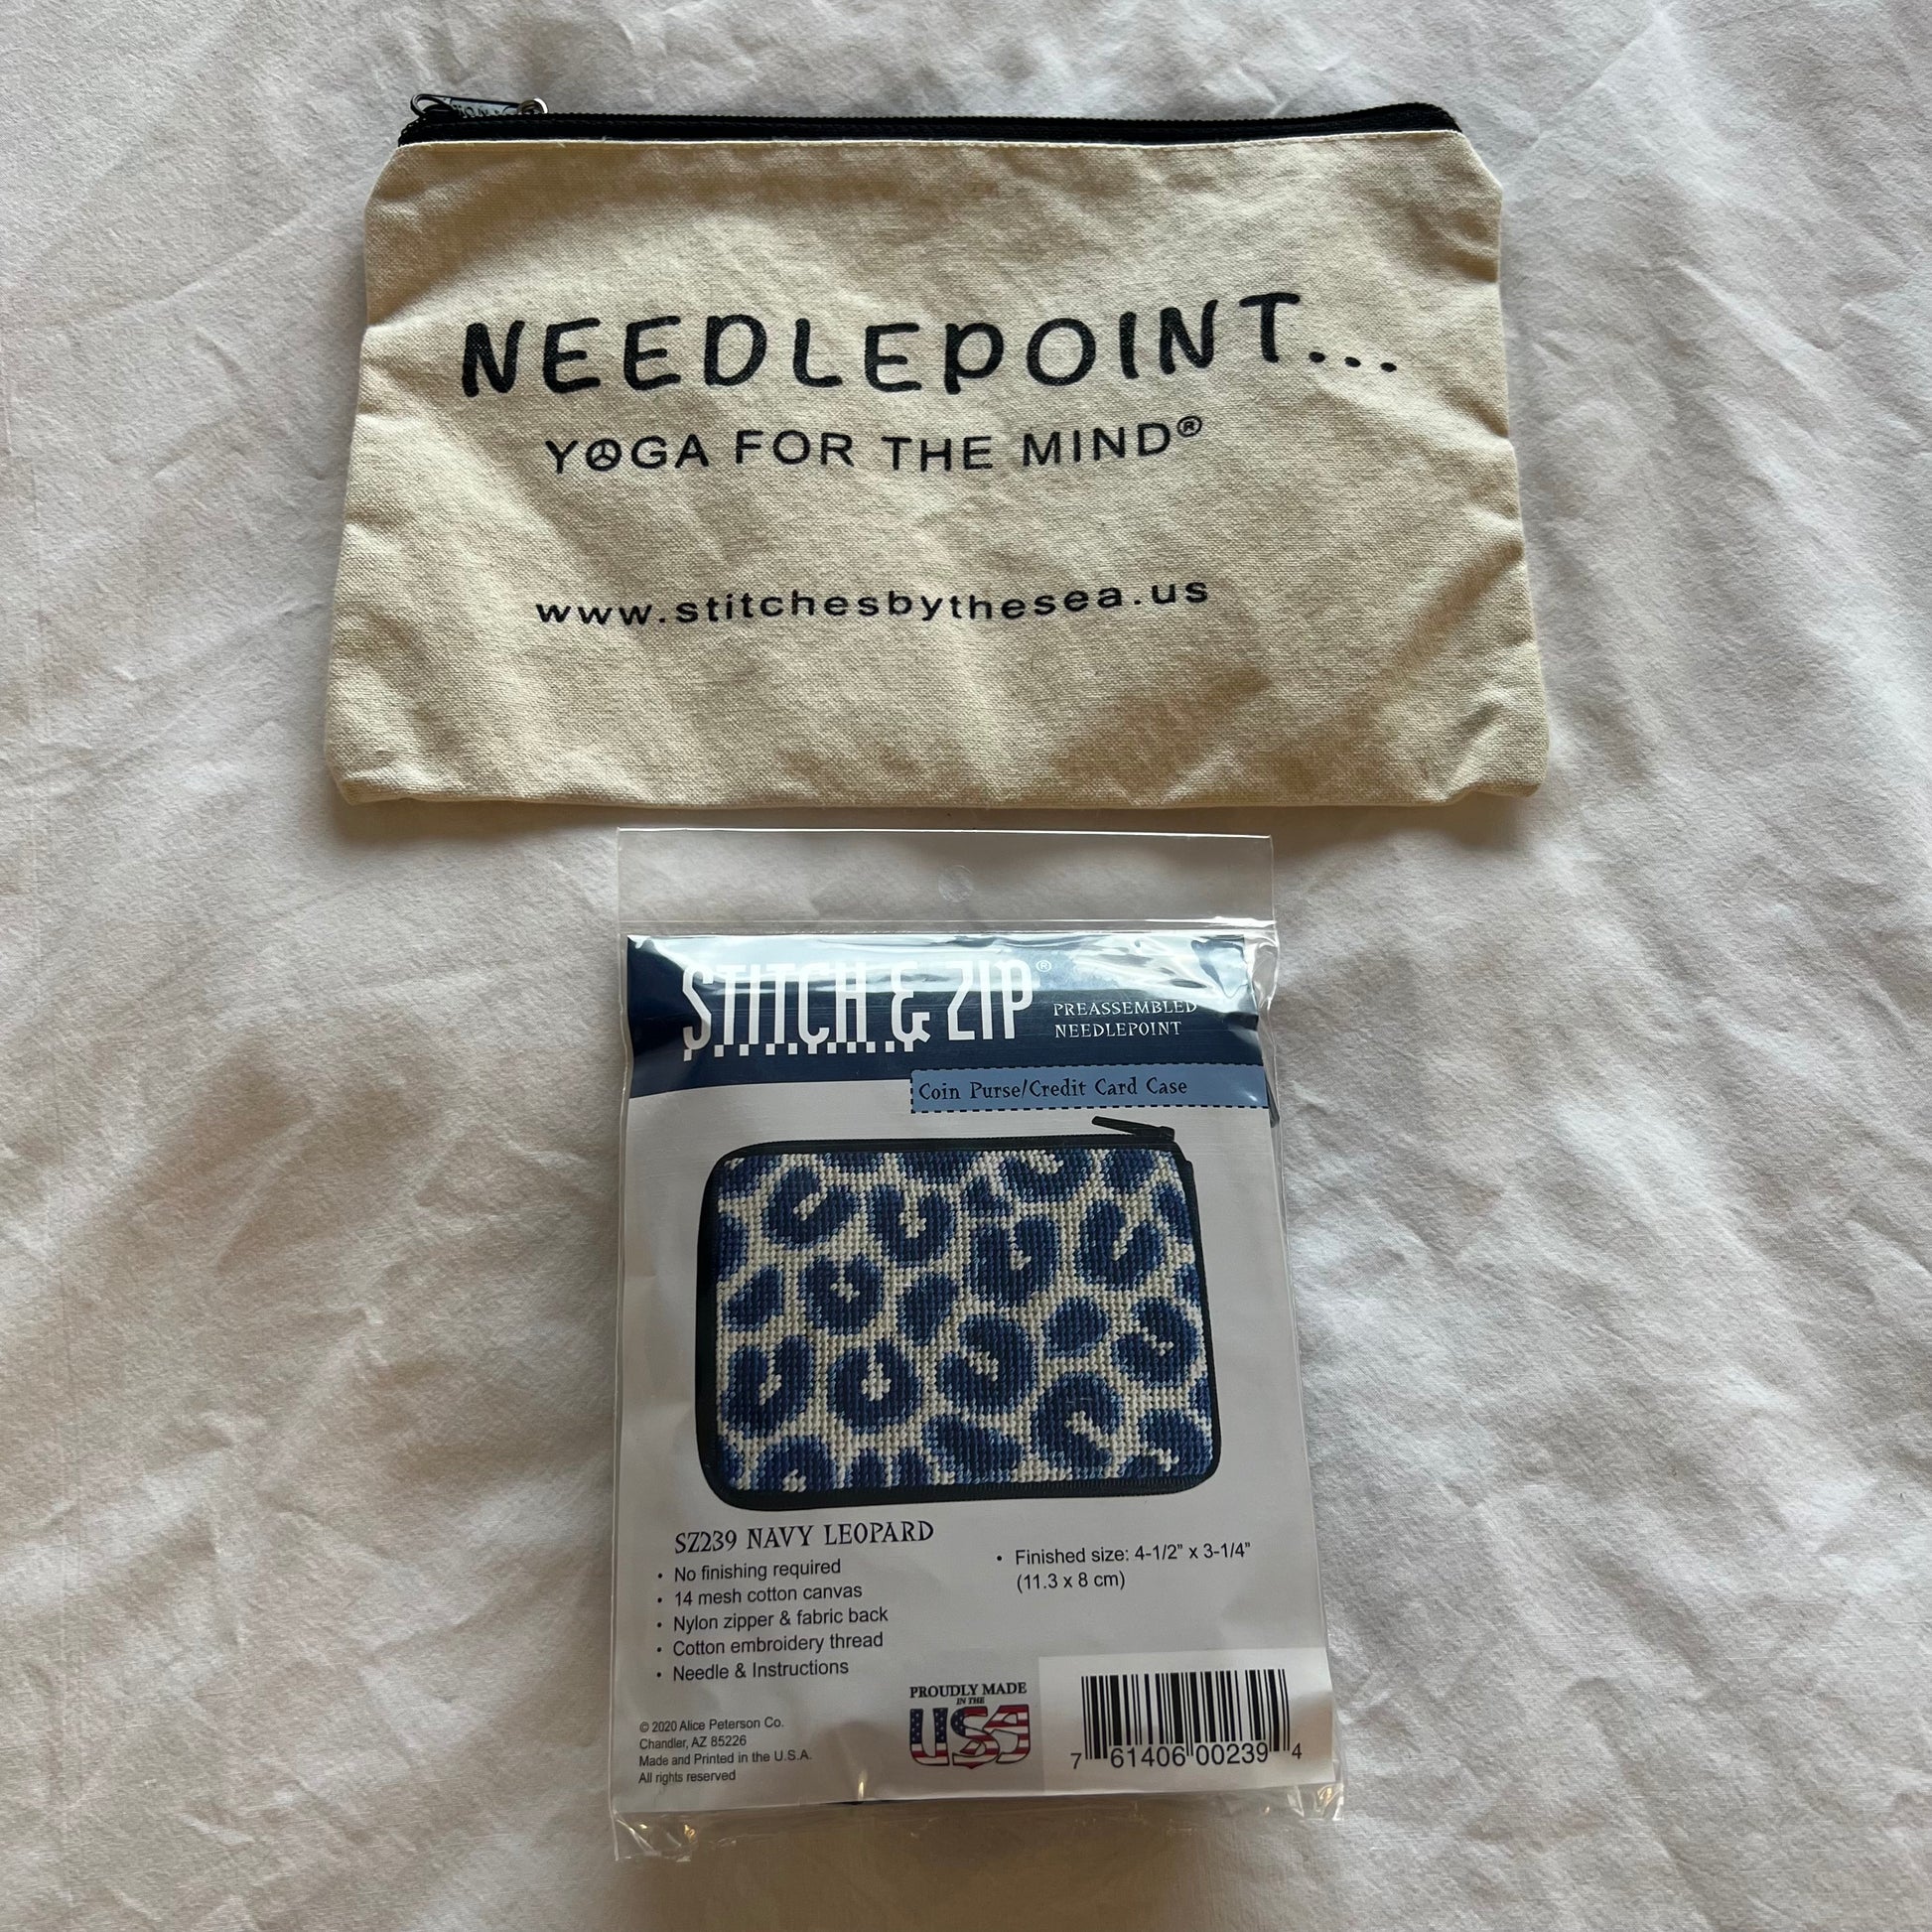 NEEDLEPOINT...
YOGA FOR THE MIND®
www.stitchesbythesea.us
STITCH & ZIP®
PREASSEMBLED
NEEDLEPOINT
Coin Purse/Credit Card Case
SZ239 NAVY LEOPARD
• No finishing required
• 14 mesh cotton canvas
• Nylon zipper & fabric back
• Cotton embroidery thread
• Needle & Instructions
• Finished size: 4-1/2" x 3-1/4"
(11.3 x 8 cm)
© 2020 Alice Peterson Co.
Chandler, AZ 85226
Made and Printed in the U.S.A.
All rights reserved
PROUDLY MADE
IN THE
USA
7 61406 00239 4